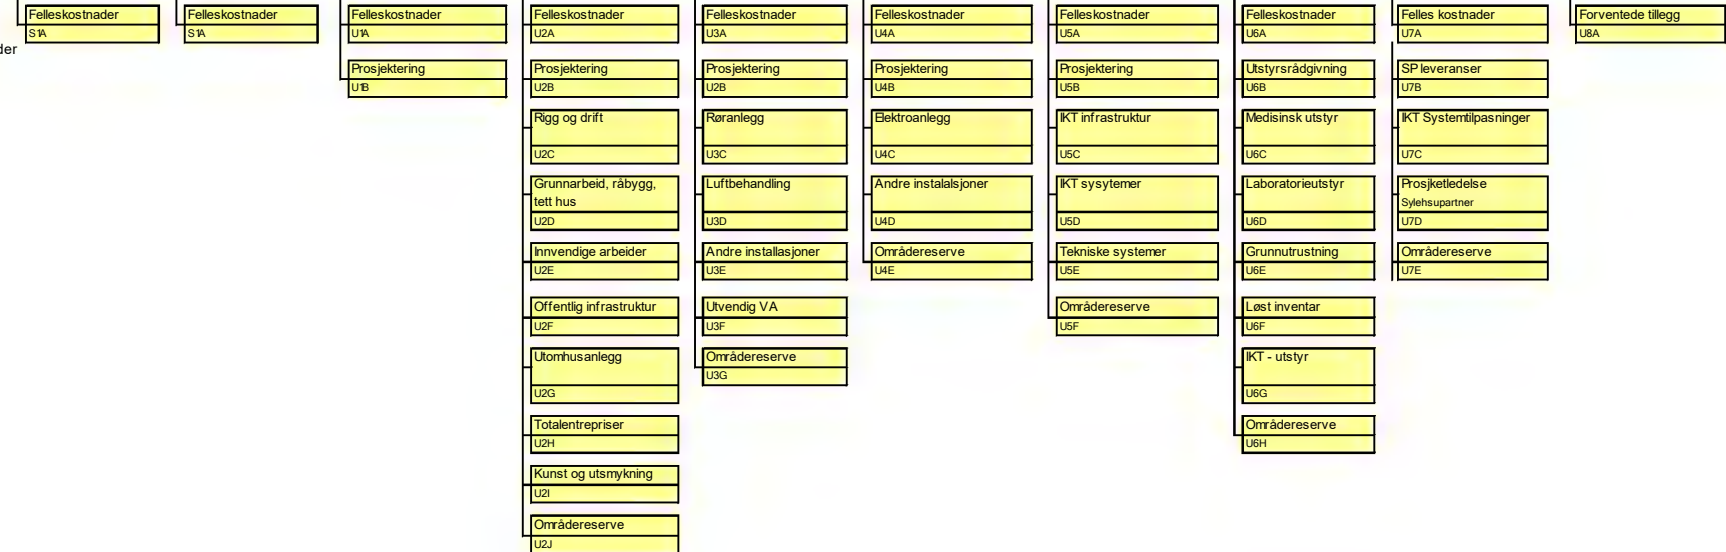 Felleskostnader
S1A
der
Felleskostnader
S1A
Felleskostnader
U1A
Prosjektering
U1B
Felleskostnader
U2A
Prosjektering
U2B
Rigg og drift
U2C
Grunnarbeid, råbygg,
tett hus
U2D
Innvendige arbeider
U2E
Offentlig infrastruktur
U2F
Utomhusanlegg
U2G
Totalentrepriser
U2H
Kunst og utsmykning
U2I
Områdereserve
U2J
Felleskostnader
U3A
Prosjektering
U2B
Røranlegg
U3C
Luftbehandling
U3D
Andre installasjoner
U3E
Utvendig VA
U3F
Områdereserve
U3G
Felleskostnader
U4A
Prosjektering
U4B
Elektroanlegg
U4C
Andre instalalsjoner
U4D
Områdereserve
U4E
Felleskostnader
U5A
Prosjektering
U5B
IKT infrastruktur
U5C
IKT sysytemer
U5D
Tekniske systemer
U5E
Områdereserve
U5F
Felleskostnader
U6A
Utstyrsrådgivning
U6B
Medisinsk utstyr
U6C
Laboratorieutstyr
U6D
Grunnutrustning
U6E
Løst inventar
U6F
IKT - utstyr
U6G
Områdereserve
U6H
Felles kostnader
U7A
SP leveranser
U7B
IKT Systemtilpasninger
U7C
Prosjketledelse
Sylehsupartner
U7D
Områdereserve
U7E
Forventede tillegg
U8A